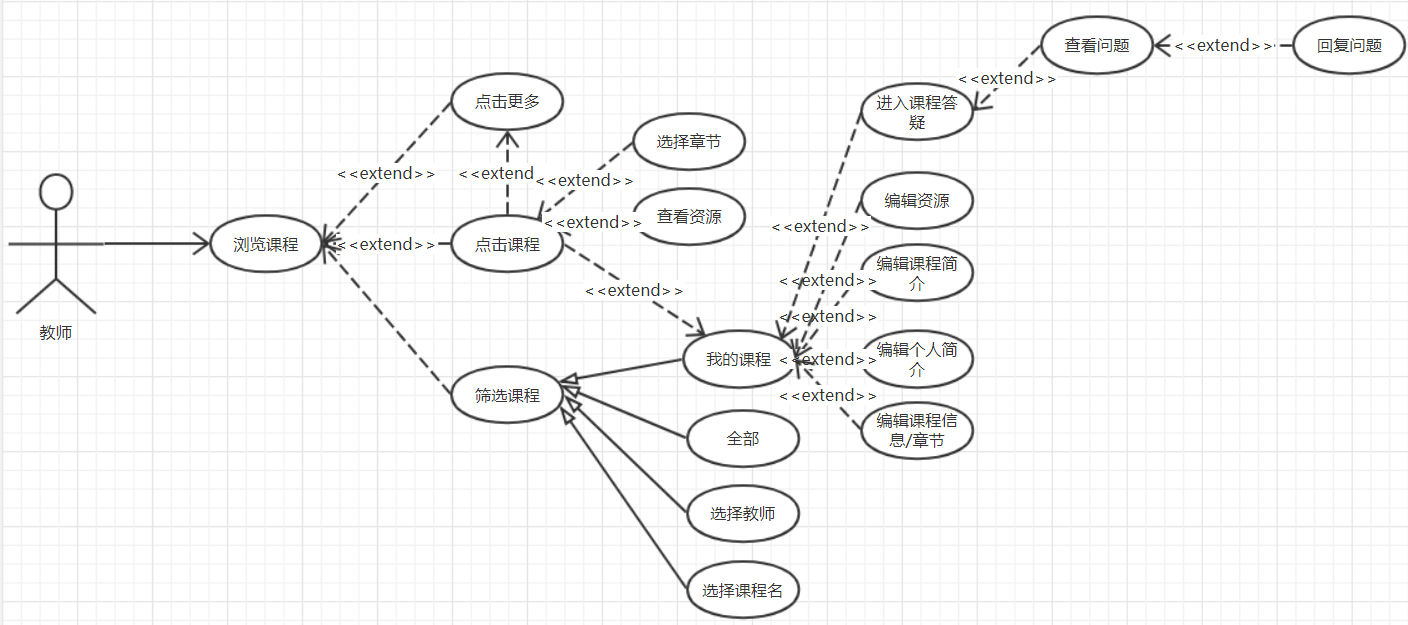 查看问题
<<extend>>
回复问题
<<extend>>
点击更多
进入课程答
疑
选择章节
<<extend>>
<<extend
<<extend>>
编辑资源
查看资源
<<extend>>
<<extend>>
浏览课程
<<extend>>
点击课程
编辑课程简
介
<<extend>>
<<extend>>
<<extend>>
教师
我的课程
<<extend>>
编辑个人简
介
筛选课程
<<extend>>
编辑课程信
息/章节
全部
选择教师
选择课程名